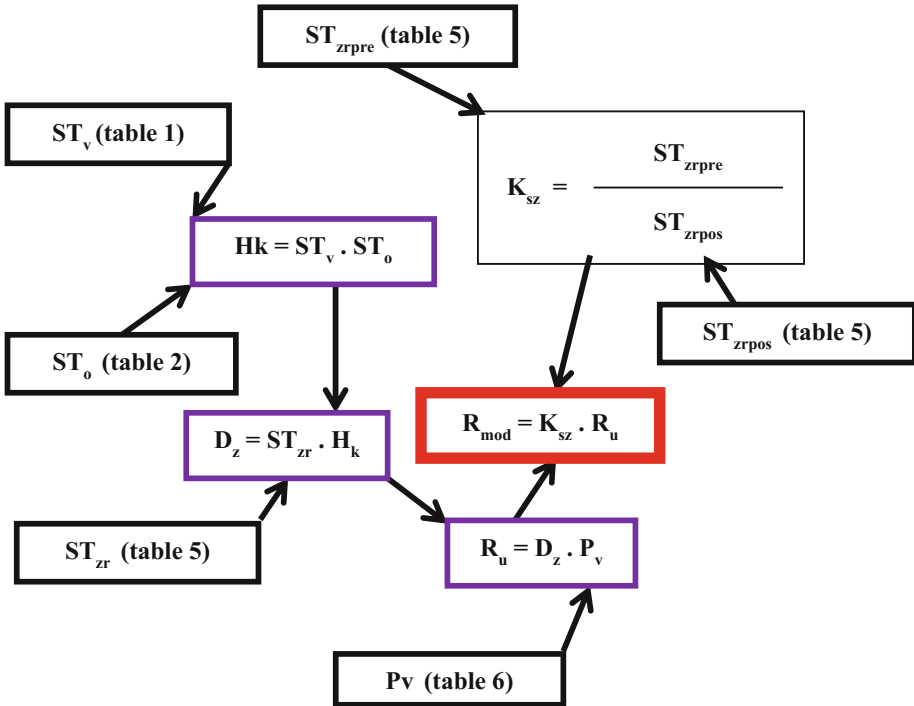 ST_zrpre (table 5)
ST_v (table 1)
K_sz = ST_zrpre / ST_zrpos
Hk = ST_v . ST_o
ST_zrpos (table 5)
ST_o (table 2)
R_mod = K_sz . R_u
D_z = ST_zr . H_k
ST_zr (table 5)
R_u = D_z . P_v
Pv (table 6)